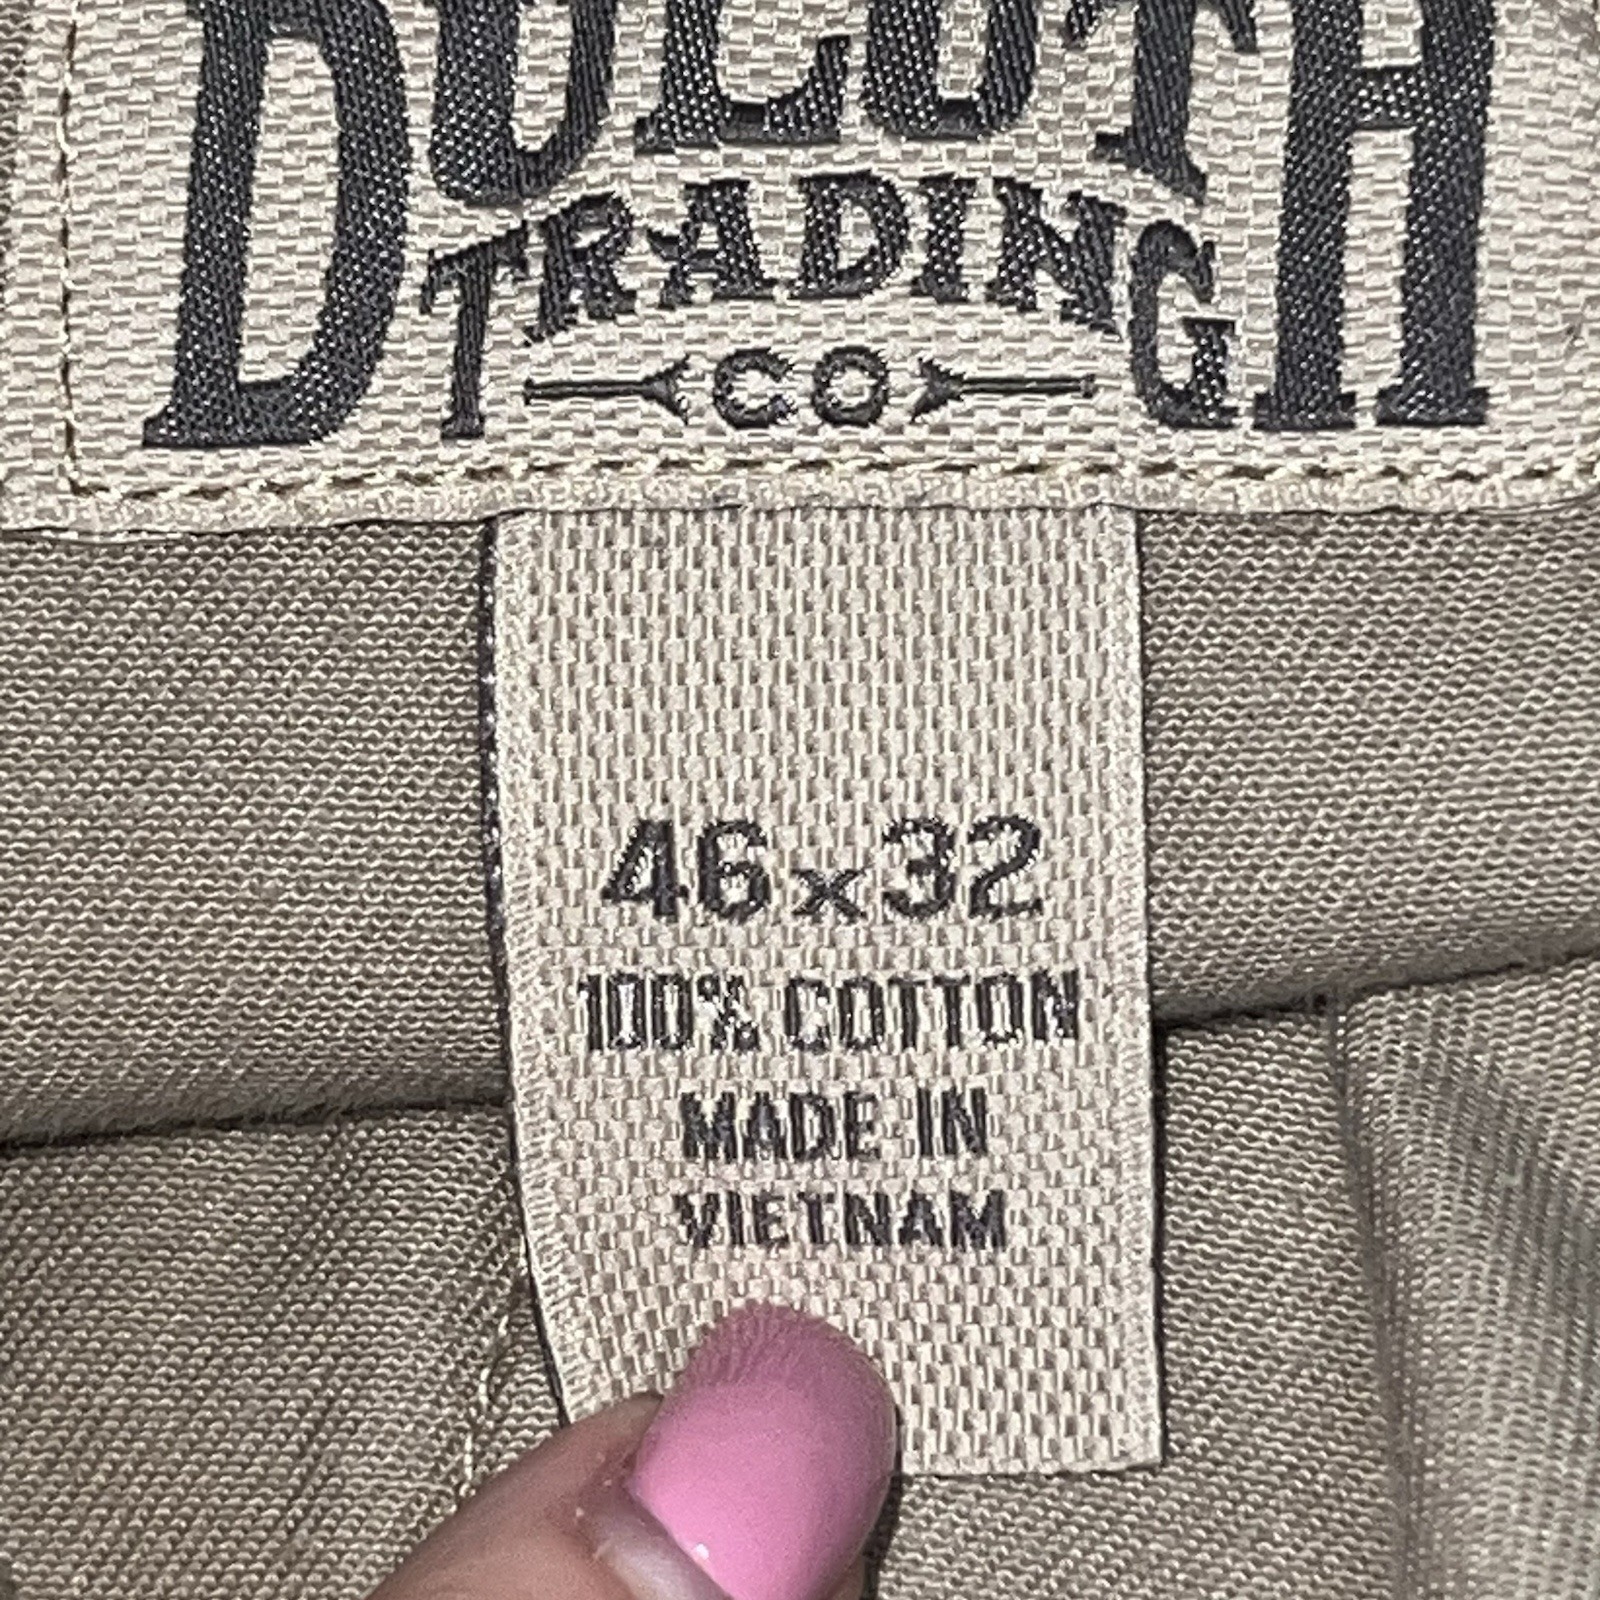 DULUTH
TRADING
CO
46x32
100% COTTON
MADE IN
VIETNAM